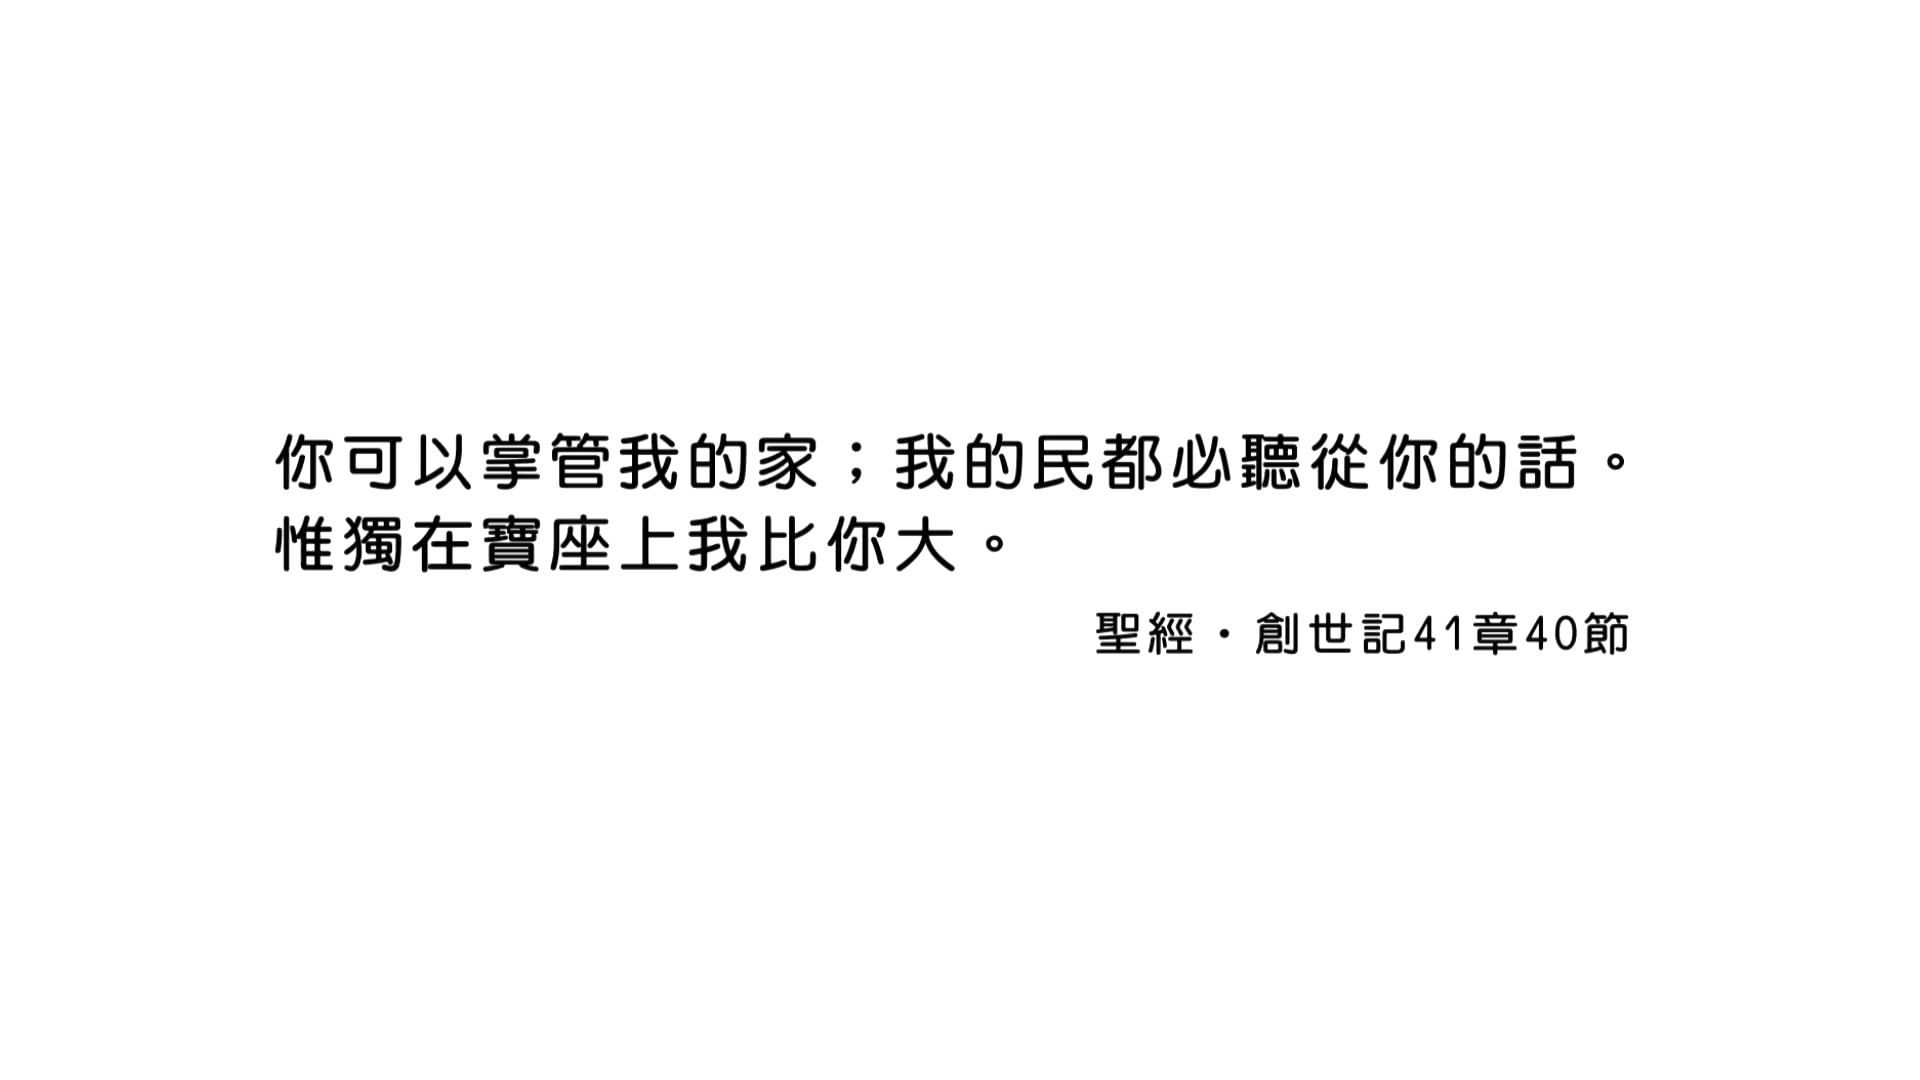 你可以掌管我的家；我的民都必聽從你的話。
惟獨在寶座上我比你大。
聖經・創世記41章40節